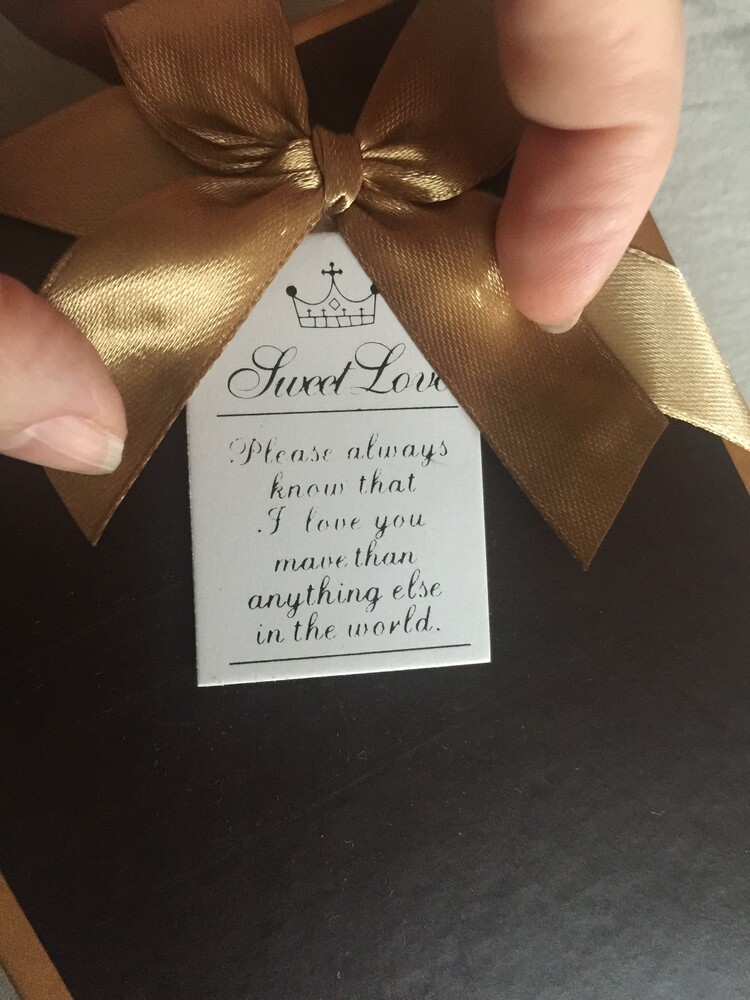 Sweet Love
Please always
know that
I love you
mave than
anything else
in the world.